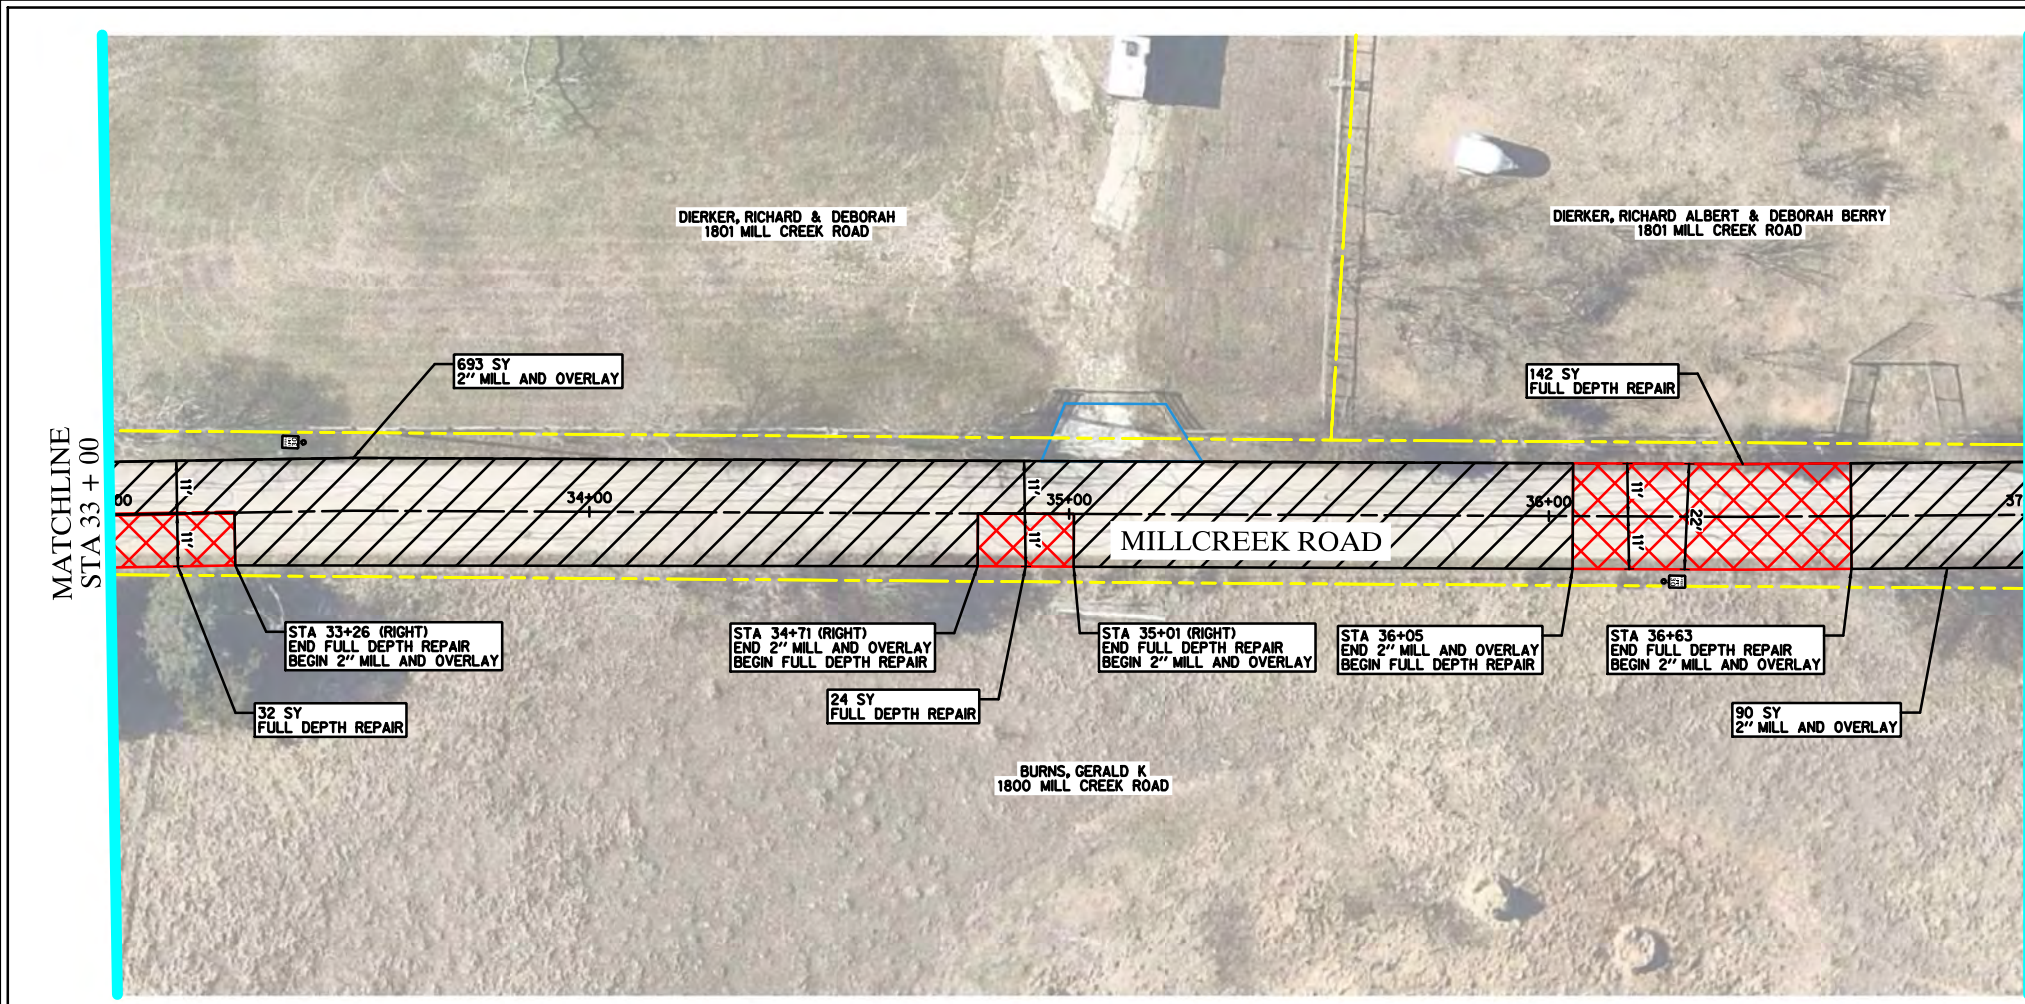 DIERKER, RICHARD & DEBORAH
1801 MILL CREEK ROAD
DIERKER, RICHARD ALBERT & DEBORAH BERRY
1801 MILL CREEK ROAD
693 SY
2" MILL AND OVERLAY
142 SY
FULL DEPTH REPAIR
MATCHLINE
STA 33 + 00
00
34+00
35+00
36+00
37
11'
11'
11'
11'
11'
11'
22'
MILLCREEK ROAD
STA 33+26 (RIGHT)
END FULL DEPTH REPAIR
BEGIN 2" MILL AND OVERLAY
STA 34+71 (RIGHT)
END 2" MILL AND OVERLAY
BEGIN FULL DEPTH REPAIR
STA 35+01 (RIGHT)
END FULL DEPTH REPAIR
BEGIN 2" MILL AND OVERLAY
STA 36+05
END 2" MILL AND OVERLAY
BEGIN FULL DEPTH REPAIR
STA 36+63
END FULL DEPTH REPAIR
BEGIN 2" MILL AND OVERLAY
32 SY
FULL DEPTH REPAIR
24 SY
FULL DEPTH REPAIR
90 SY
2" MILL AND OVERLAY
BURNS, GERALD K
1800 MILL CREEK ROAD